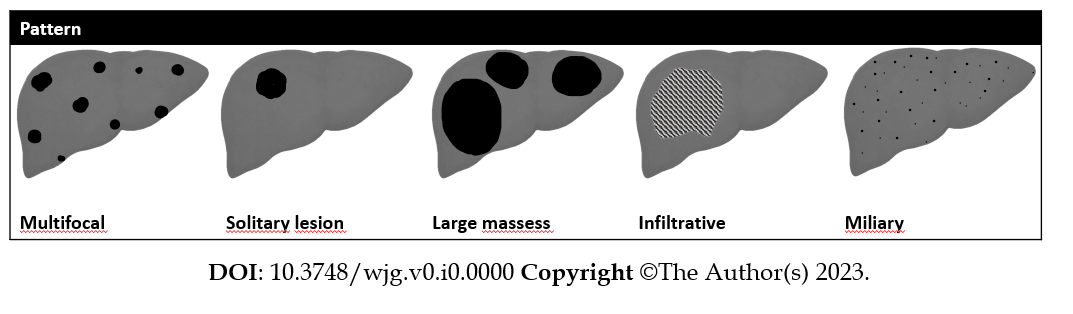 Pattern
Multifocal
Solitary lesion
Large massess
Infiltrative
Miliary
DOI: 10.3748/wjg.v0.i0.0000 Copyright ©The Author(s) 2023.